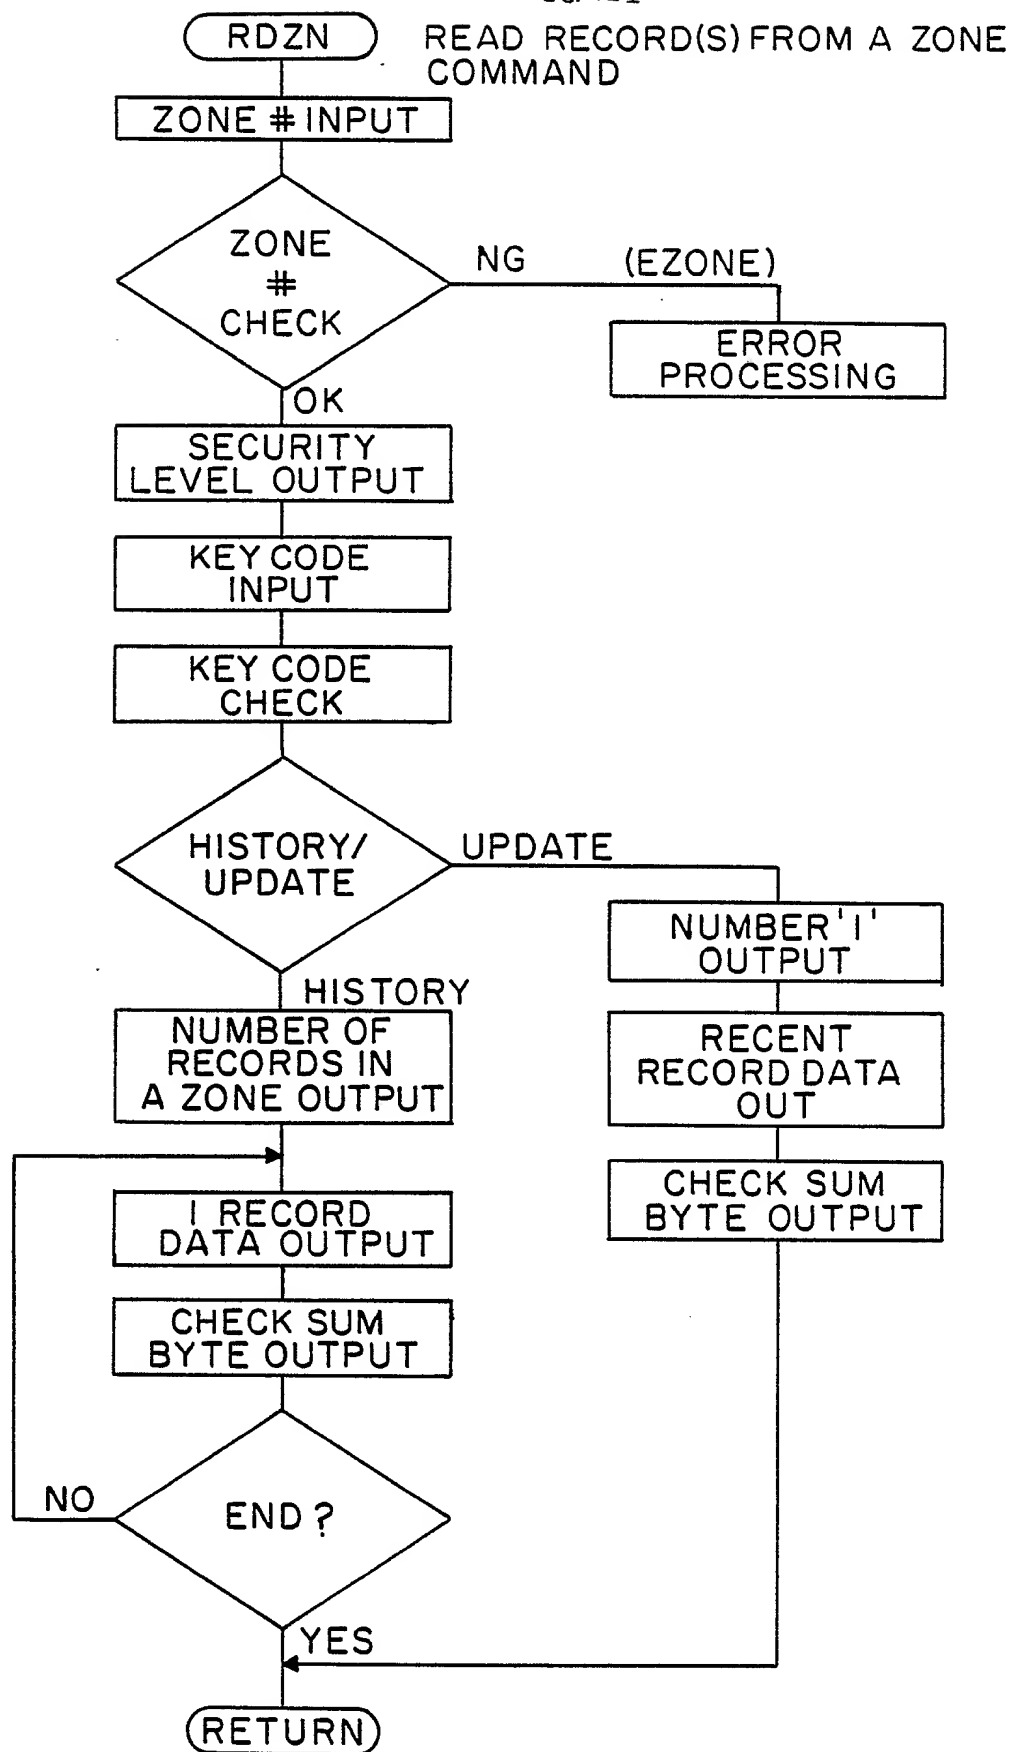 RDZN
READ RECORD(S) FROM A ZONE
COMMAND
ZONE # INPUT
ZONE
#
CHECK
NG
(EZONE)
ERROR
PROCESSING
OK
SECURITY
LEVEL OUTPUT
KEY CODE
INPUT
KEY CODE
CHECK
HISTORY/
UPDATE
UPDATE
NUMBER '1'
OUTPUT
HISTORY
NUMBER OF
RECORDS IN
A ZONE OUTPUT
RECENT
RECORD DATA
OUT
CHECK SUM
BYTE OUTPUT
1 RECORD
DATA OUTPUT
CHECK SUM
BYTE OUTPUT
NO
END ?
YES
RETURN